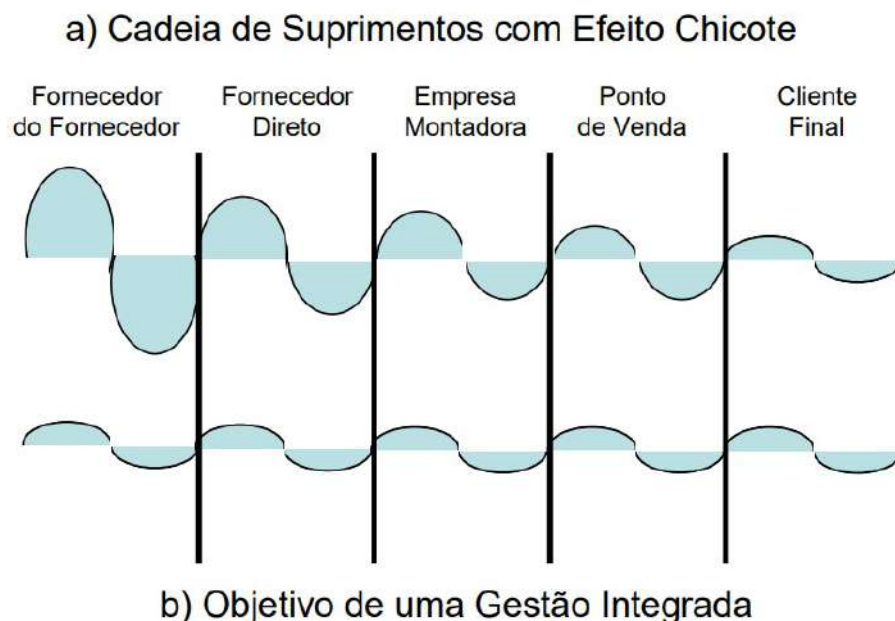 a) Cadeia de Suprimentos com Efeito Chicote
Fornecedor
do Fornecedor
Fornecedor
Direto
Empresa
Montadora
Ponto
de Venda
Cliente
Final
b) Objetivo de uma Gestão Integrada